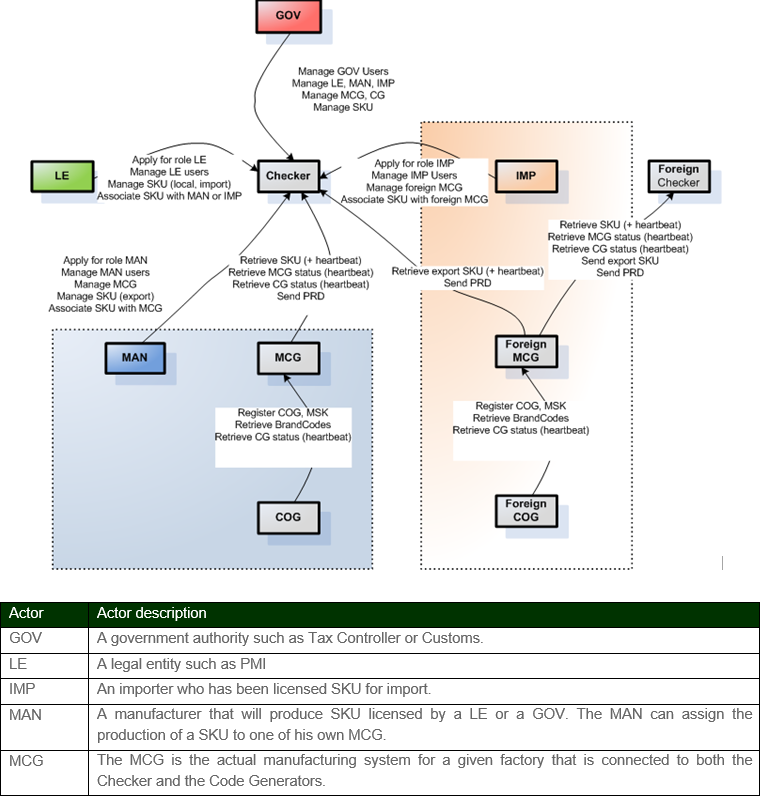 GOV
Manage GOV Users
Manage LE, MAN, IMP
Manage MCG, CG
Manage SKU
LE
Apply for role LE
Manage LE users
Manage SKU (local, import)
Associate SKU with MAN or IMP
Checker
Apply for role IMP
Manage IMP Users
Manage foreign MCG
Associate SKU with foreign MCG
IMP
Foreign
Checker
Retrieve SKU (+ heartbeat)
Retrieve MCG status (heartbeat)
Retrieve CG status (heartbeat)
Send export SKU
Send PRD
Apply for role MAN
Manage MAN users
Manage MCG
Manage SKU (export)
Associate SKU with MCG
Retrieve SKU (+ heartbeat)
Retrieve MCG status (heartbeat)
Retrieve CG status (heartbeat)
Send PRD
Retrieve export SKU (+ heartbeat)
Send PRD
MAN
MCG
Foreign
MCG
Register COG, MSK
Retrieve BrandCodes
Retrieve CG status (heartbeat)
Register COG, MSK
Retrieve BrandCodes
Retrieve CG status (heartbeat)
COG
Foreign
COG
Actor Actor description
GOV A government authority such as Tax Controller or Customs.
LE A legal entity such as PMI
IMP An importer who has been licensed SKU for import.
MAN A manufacturer that will produce SKU licensed by a LE or a GOV. The MAN can assign the
production of a SKU to one of his own MCG.
MCG The MCG is the actual manufacturing system for a given factory that is connected to both the
Checker and the Code Generators.